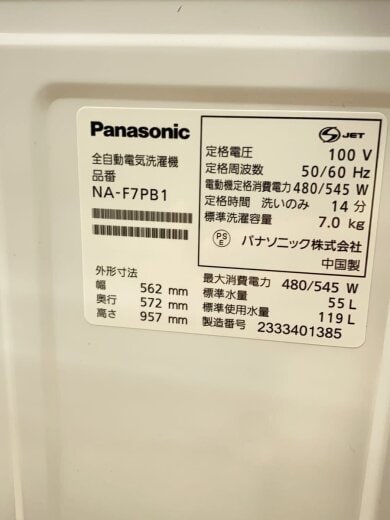 Panasonic
全自動電気洗濯機
品番
NA-F7PB1
外形寸法
幅 562 mm
奥行 572 mm
高さ 957 mm
S JET
定格電圧 100 V
定格周波数 50/60 Hz
電動機定格消費電力 480/545 W
定格時間 洗いのみ 14 分
標準洗濯容量 7.0 kg
PS E パナソニック株式会社
中国製
最大消費電力 480/545 W
標準水量 55 L
標準使用水量 119 L
製造番号 2333401385